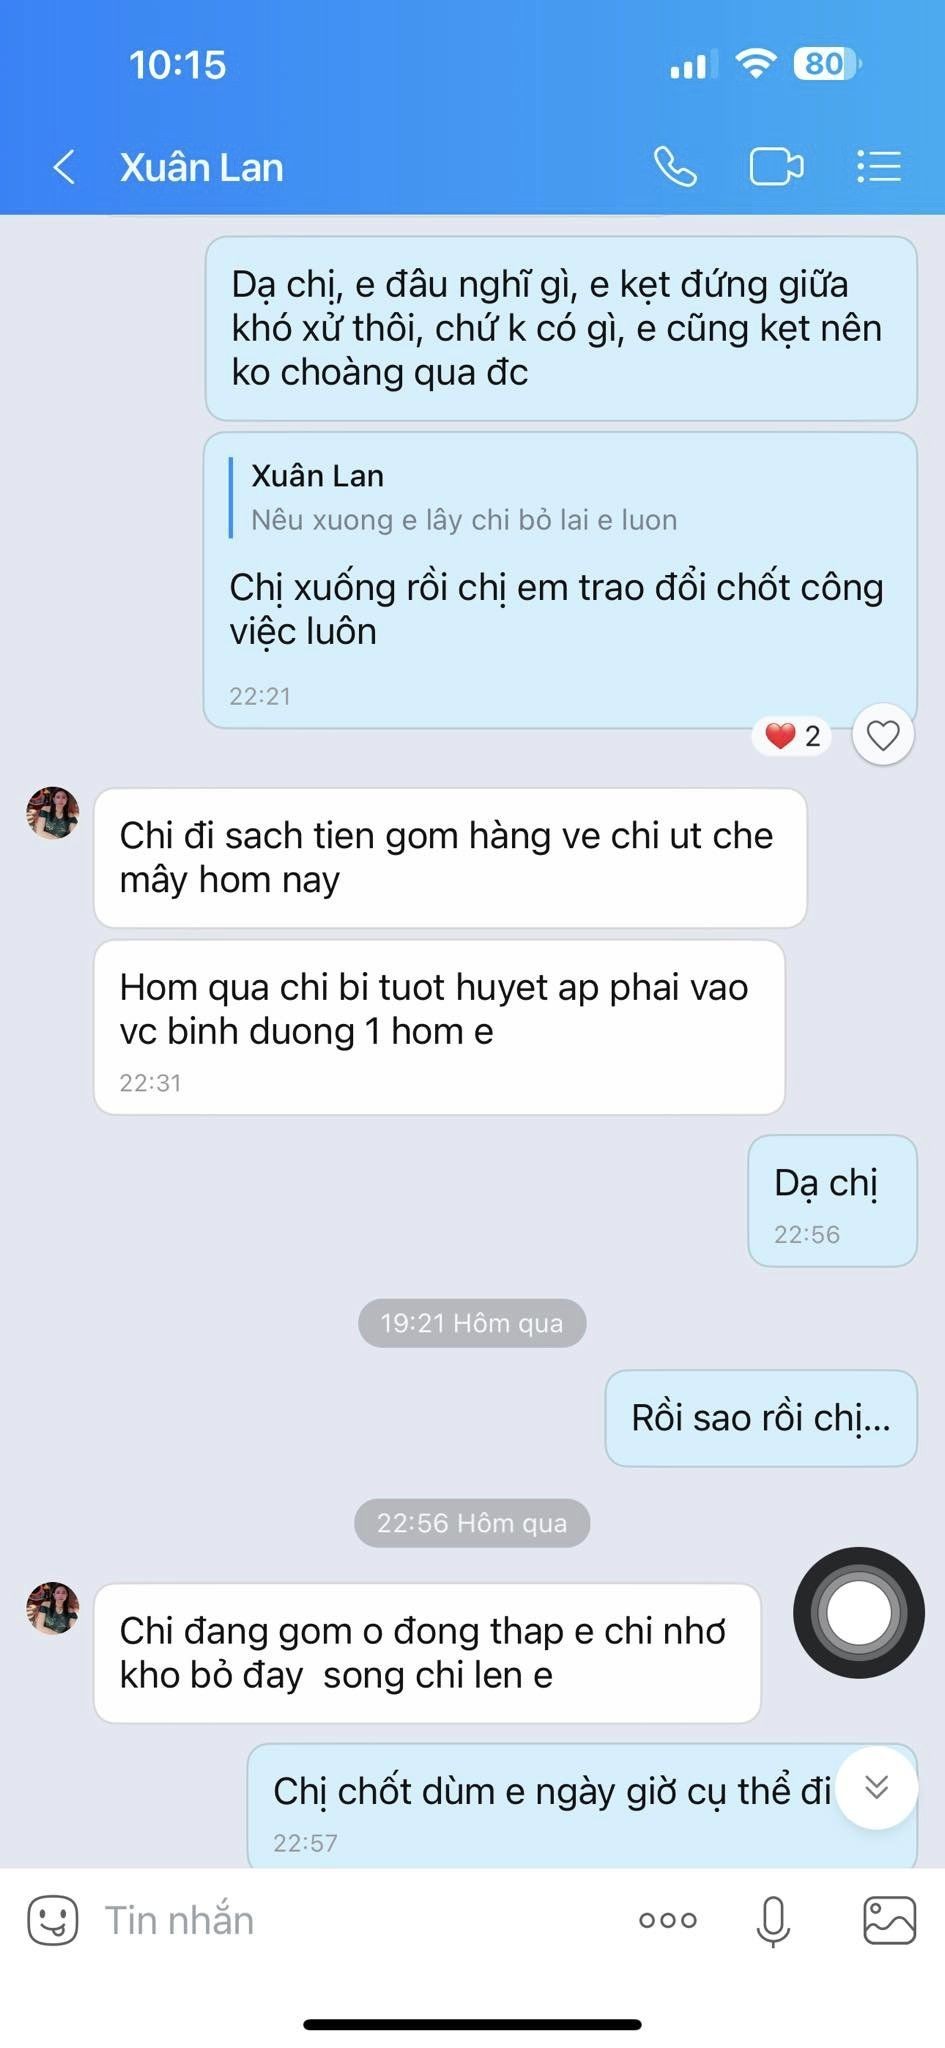 10:15
80
Xuân Lan
Dạ chị, e đâu nghĩ gì, e kẹt đứng giữa
khó xử thôi, chứ k có gì, e cũng kẹt nên
ko choàng qua đc
Xuân Lan
Nêu xuong e lây chi bỏ lai e luon
Chị xuống rồi chị em trao đổi chốt công
việc luôn
22:21
2
Chi đi sach tien gom hàng ve chi ut che
mây hom nay
Hom qua chi bi tuot huyet ap phai vao
vc binh duong 1 hom e
22:31
Dạ chị
22:56
19:21 Hôm qua
Rồi sao rồi chị...
22:56 Hôm qua
Chi đang gom o đong thap e chi nhơ
kho bỏ đay  song chi len e
Chị chốt dùm e ngày giờ cụ thể đi
22:57
Tin nhắn